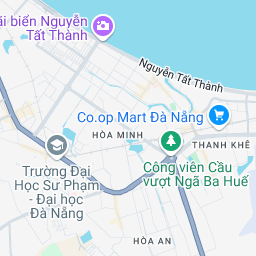 ãi biển Nguyễn
Tất Thành
Nguyễn Tất Thành
Co.op Mart Đà Nẵng
HÒA MINH
THANH KHÊ
Trường Đại
Học Sư Phạm
- Đại học
Đà Nẵng
Công viên Cầu
vượt Ngã Ba Huế
HÒA AN